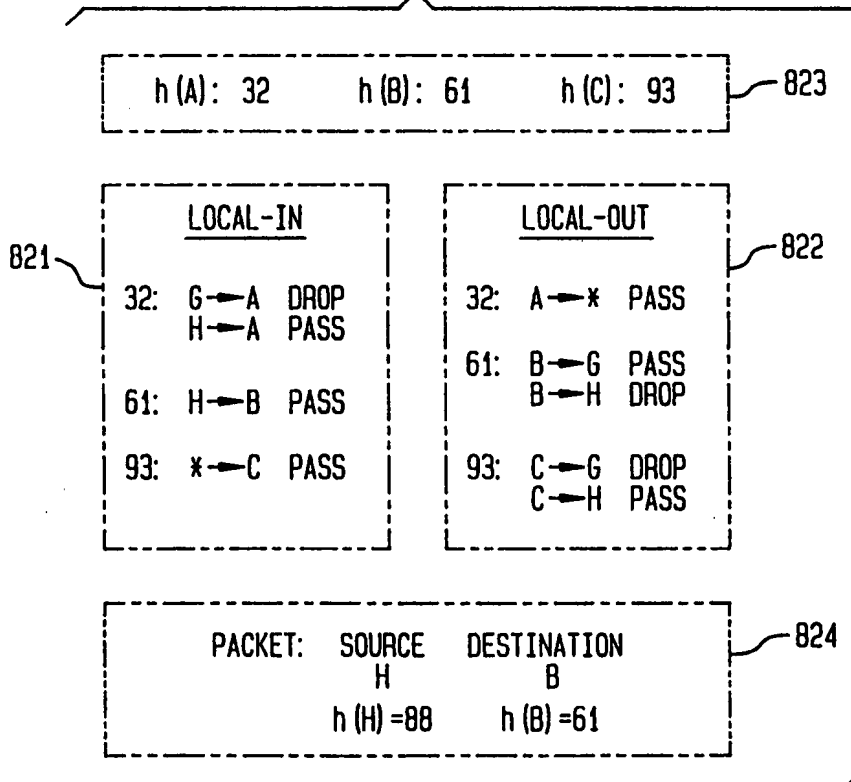 h (A): 32 h (B): 61 h (C): 93
823
LOCAL-IN
821
32: G→A DROP
H→A PASS
61: H→B PASS
93: *→C PASS
LOCAL-OUT
822
32: A→* PASS
61: B→G PASS
B→H DROP
93: C→G DROP
C→H PASS
PACKET: SOURCE DESTINATION
824
H B
h (H) =88 h (B) =61